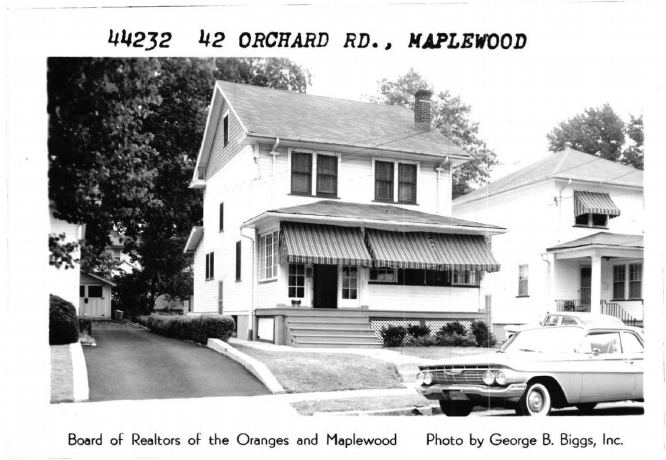 44232 42 ORCHARD RD., MAPLEWOOD
Board of Realtors of the Oranges and Maplewood Photo by George B. Biggs, Inc.